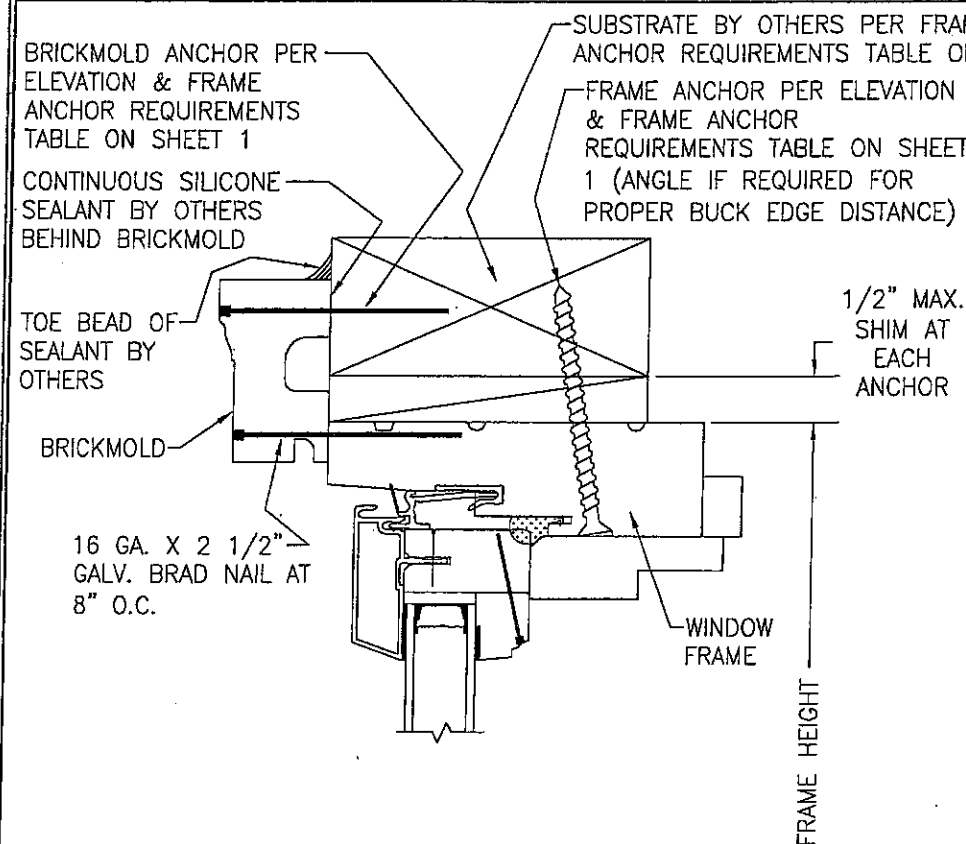 BRICKMOLD ANCHOR PER
ELEVATION & FRAME
ANCHOR REQUIREMENTS
TABLE ON SHEET 1
CONTINUOUS SILICONE
SEALANT BY OTHERS
BEHIND BRICKMOLD
TOE BEAD OF
SEALANT BY
OTHERS
BRICKMOLD
16 GA. X 2 1/2"
GALV. BRAD NAIL AT
8" O.C.
SUBSTRATE BY OTHERS PER
ANCHOR REQUIREMENTS TABLE
FRAME ANCHOR PER ELEVATION
& FRAME ANCHOR
REQUIREMENTS TABLE ON SHEET
1 (ANGLE IF REQUIRED FOR
PROPER BUCK EDGE DISTANCE)
1/2" MAX.
SHIM AT
EACH
ANCHOR
WINDOW
FRAME
FRAME HEIGHT